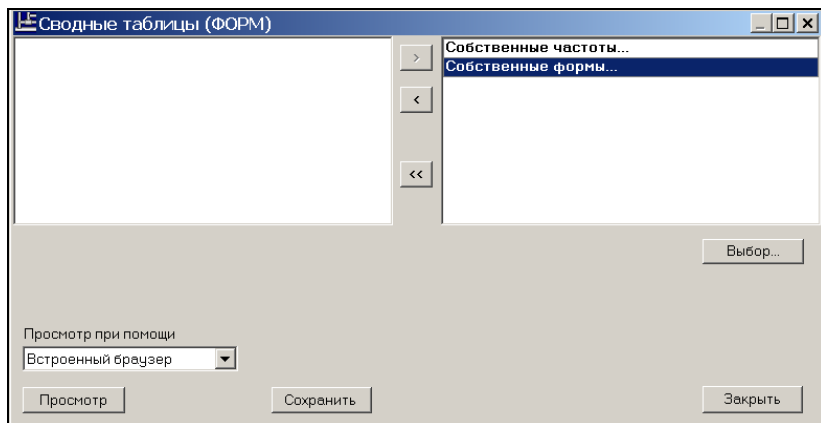 Сводные таблицы (ФОРМ)
Собственные частоты...
Собственные формы...
>
<
<<
Выбор...
Просмотр при помощи
Встроенный браузер
Просмотр
Сохранить
Закрыть